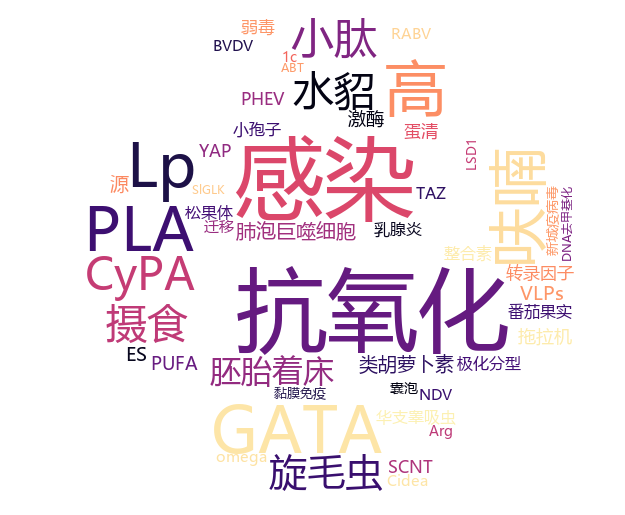 弱毒
BVDV
小肽
RABV
1c
ABT
水貂
高
PHEV
激酶
小孢子
蛋清
YAP
感染
LSD1
Lp
源
SlGLK
TAZ
呋喃
新城疫病毒
DNA去甲基化
PLA
松果体
迁移
肺泡巨噬细胞
乳腺炎
整合素
CyPA
抗氧化
转录因子
VLPs
摄食
番茄果实
拖拉机
ES
PUFA
胚胎着床
类胡萝卜素
极化分型
黏膜免疫
囊泡
NDV
GATA
华支睾吸虫
Arg
omega
旋毛虫
SCNT
Cidea